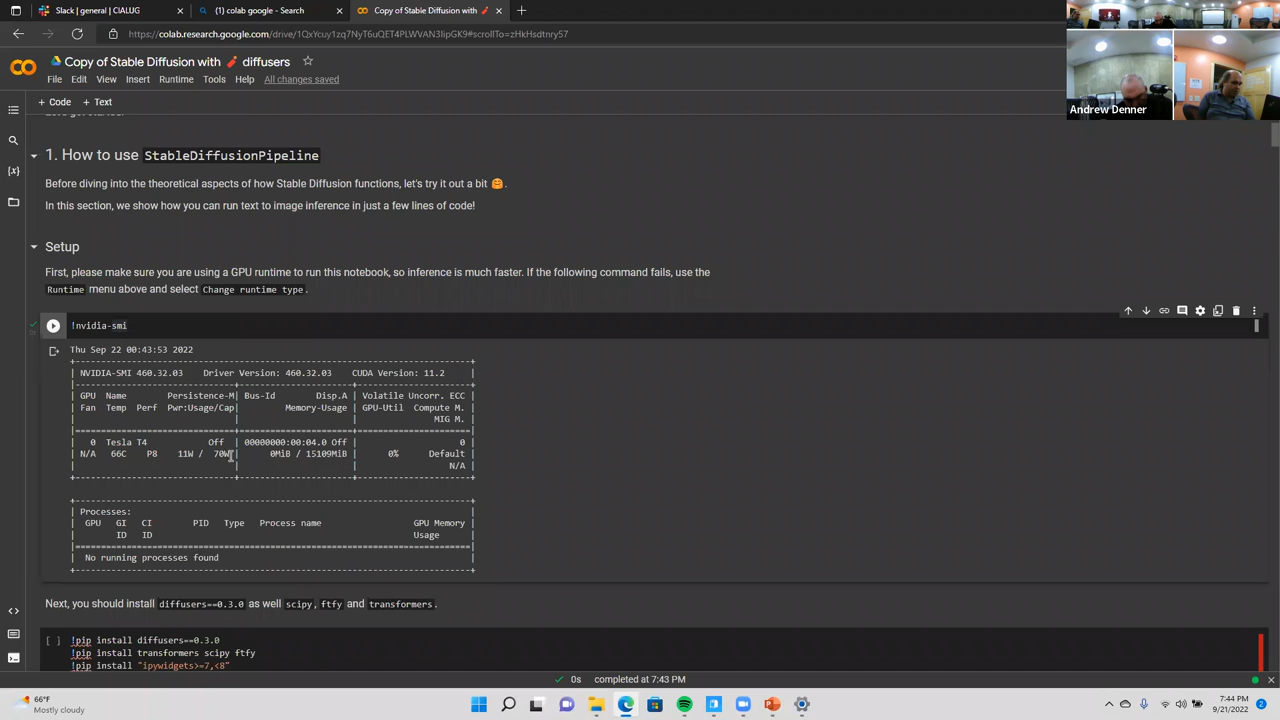 Slack | general | CIALUG
(1) colab google - Search
Copy of Stable Diffusion with 🧨
https://colab.research.google.com/drive/
Copy of Stable Diffusion with 🧨 diffusers
File Edit View Insert Runtime Tools Help All changes saved
+ Code + Text
Let's get started!
1. How to use StableDiffusionPipeline
Before diving into the theoretical aspects of how Stable Diffusion functions, let's try it out a bit 🤗.
In this section, we show how you can run text to image inference in just a few lines of code!
Setup
First, please make sure you are using a GPU runtime to run this notebook, so inference is much faster. If the following command fails, use the
Runtime menu above and select Change runtime type.
!nvidia-smi
Thu Sep 22 00:43:53 2022
NVIDIA-SMI 460.32.03 Driver Version: 460.32.03 CUDA Version: 11.2
GPU Name Persistence-M| Bus-Id Disp.A | Volatile Uncorr. ECC
Fan Temp Perf Pwr:Usage/Cap| Memory-Usage | GPU-Util Compute M.
MIG M.
0 Tesla T4 Off | 00000000:00:04.0 Off | 0
N/A 66C P8 11W / 70W | 0MiB / 15109MiB | 0% Default
N/A
Processes:
GPU GI CI PID Type Process name GPU Memory
ID ID Usage
No running processes found
Next, you should install diffusers==0.3.0 as well scipy, ftfy and transformers.
[ ] !pip install diffusers==0.3.0
!pip install transformers scipy ftfy
!pip install "ipywidgets>=7,<8"
0s completed at 7:43 PM
Andrew Denner
66°F
Mostly cloudy
7:44 PM
9/21/2022
2